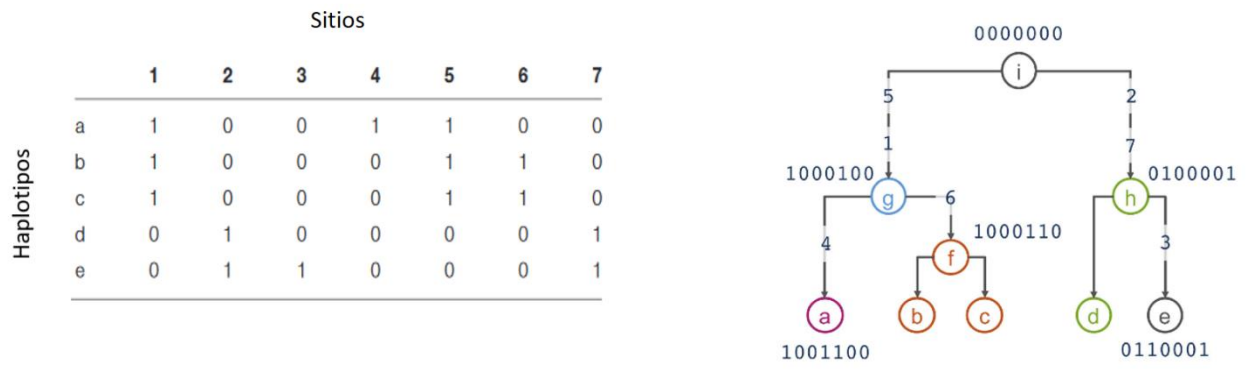 Sitios
Haplotipos
1 2 3 4 5 6 7
a 1 0 0 1 1 0 0
b 1 0 0 0 1 1 0
c 1 0 0 0 1 1 0
d 0 1 0 0 0 0 1
e 0 1 1 0 0 0 1
0000000
i
5 2
1 7
1000100 g 6 h 0100001
4 f 1000110 3
a b c d e
1001100 0110001